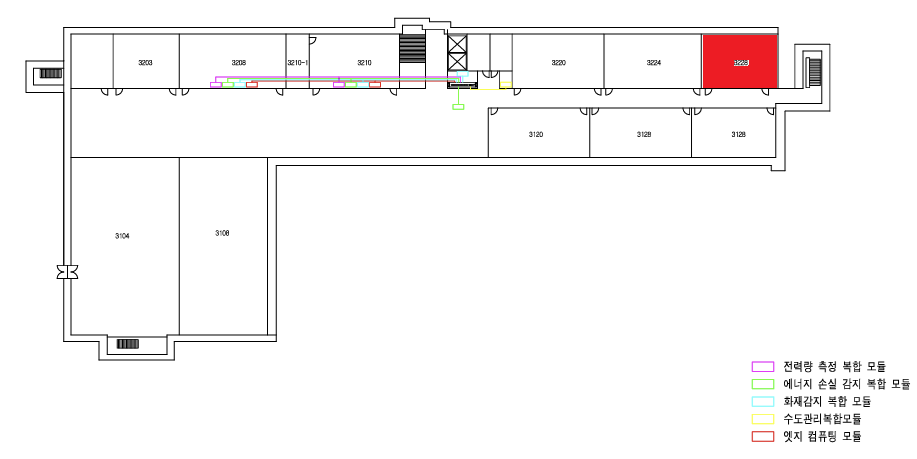 3203
3208
3210-1
3210
3220
3224
3228
3120
3128
3128
3104
3108
전력량 측정 복합 모듈
에너지 손실 감지 복합 모듈
화재감지 복합 모듈
수도관리복합모듈
엣지 컴퓨팅 모듈